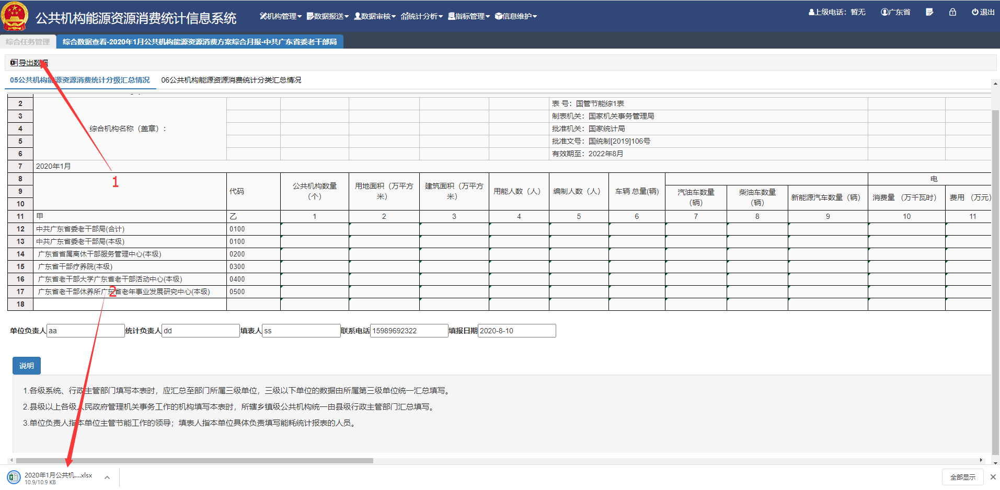 公共机构能源资源消费统计信息系统
机构管理 数据报送 数据审核 统计分析 指标管理 信息维护
上级电话：暂无 广东省 退出
综合任务管理 综合数据查看-2020年1月公共机构能源资源消费方案综合月报-中共广东省委老干部局
导出数据
05公共机构能源资源消费统计分级汇总情况 06公共机构能源资源消费统计分类汇总情况
2 表 号：国管节能综1表
3 制表机关：国家机关事务管理局
4 综合机构名称（盖章）： 批准机关：国家统计局
5 批准文号：国统制[2019]106号
6 有效期至：2022年8月
7 2020年1月
1
8 电
9 代码 公共机构数量（个） 用地面积（万平方米） 建筑面积（万平方米） 用能人数（人） 编制人数（人） 车辆 总量(辆) 汽油车数量（辆） 柴油车数量（辆） 新能源汽车数量（辆） 消费量 （万千瓦时） 费用 （万元）
10
11 甲 乙 1 2 3 4 5 6 7 8 9 10 11
12 中共广东省委老干部局(合计) 0100
13 中共广东省委老干部局(本级) 0100
14 广东省省属离休干部服务管理中心(本级) 0200
15 广东省干部疗养院(本级) 0300
16 广东省老干部大学广东省老干部活动中心(本级) 0400
17 广东省老干部休养所广东省老年事业发展研究中心(本级) 0500
2
18
单位负责人 aa 统计负责人 dd 填表人 ss 联系电话 15989692322 填报日期 2020-8-10
说明
1.各级系统、行政主管部门填写本表时，应汇总至部门所属三级单位，三级以下单位的数据由所属第三级单位统一汇总填写。
2.县级以上各级人民政府管理机关事务工作的机构填写本表时，所辖乡镇级公共机构统一由县级行政主管部门汇总填写。
3.单位负责人指本单位主管节能工作的领导；填表人指本单位具体负责填写能耗统计报表的人员。
2020年1月公共机....xlsx
10.9/10.9 KB
全部显示